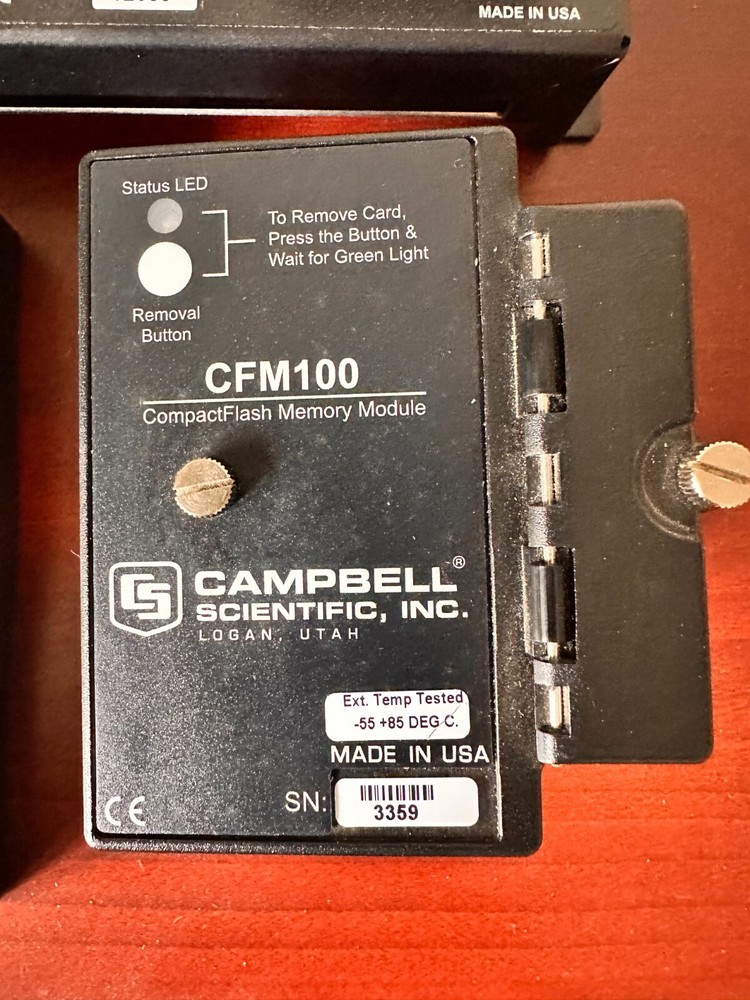 MADE IN USA
Status LED
To Remove Card,
Press the Button &
Wait for Green Light
Removal
Button
CFM100
CompactFlash Memory Module
CS CAMPBELL®
SCIENTIFIC, INC.
LOGAN, UTAH
Ext. Temp Tested
-55 +85 DEG C.
MADE IN USA
SN: 3359
CE